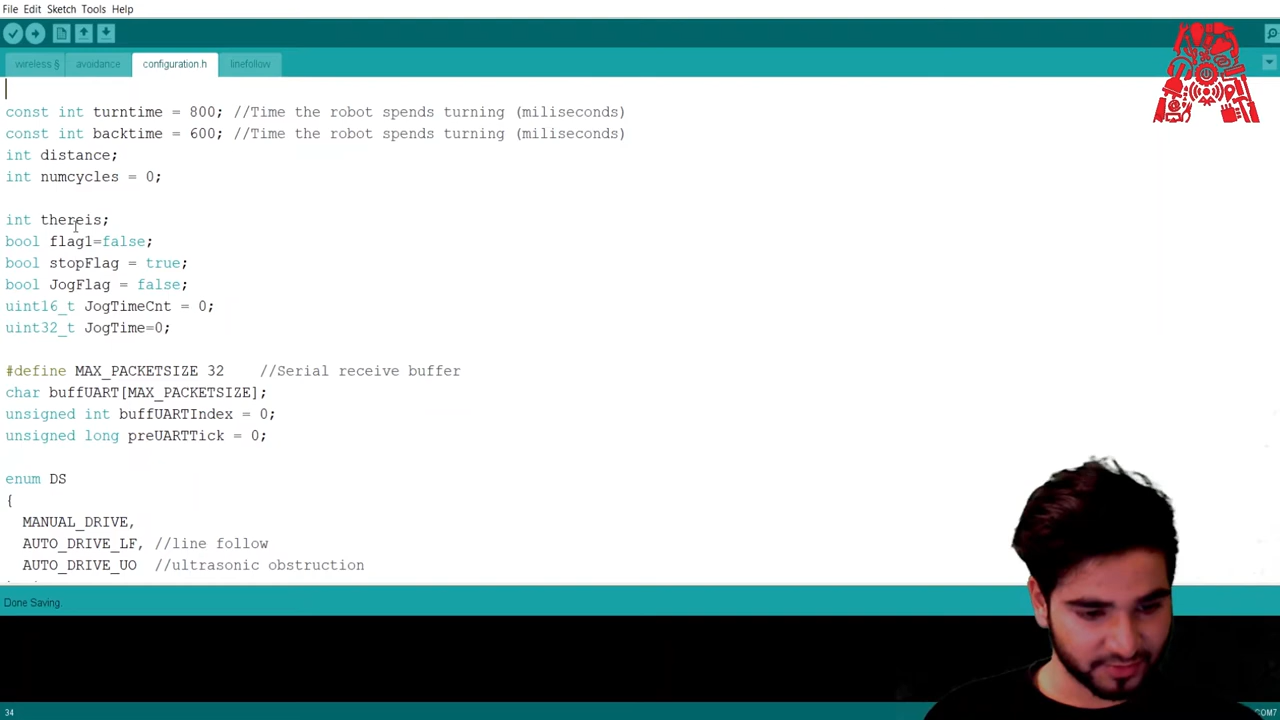 File Edit Sketch Tools Help
wireless § avoidance configuration.h linefollow
const int turntime = 800; //Time the robot spends turning (miliseconds)
const int backtime = 600; //Time the robot spends turning (miliseconds)
int distance;
int numcycles = 0;
int thereis;
bool flag1=false;
bool stopFlag = true;
bool JogFlag = false;
uint16_t JogTimeCnt = 0;
uint32_t JogTime=0;
#define MAX_PACKETSIZE 32    //Serial receive buffer
char buffUART[MAX_PACKETSIZE];
unsigned int buffUARTIndex = 0;
unsigned long preUARTTick = 0;
enum DS
{
  MANUAL_DRIVE,
  AUTO_DRIVE_LF, //line follow
  AUTO_DRIVE_UO  //ultrasonic obstruction
Done Saving.
34
COM7